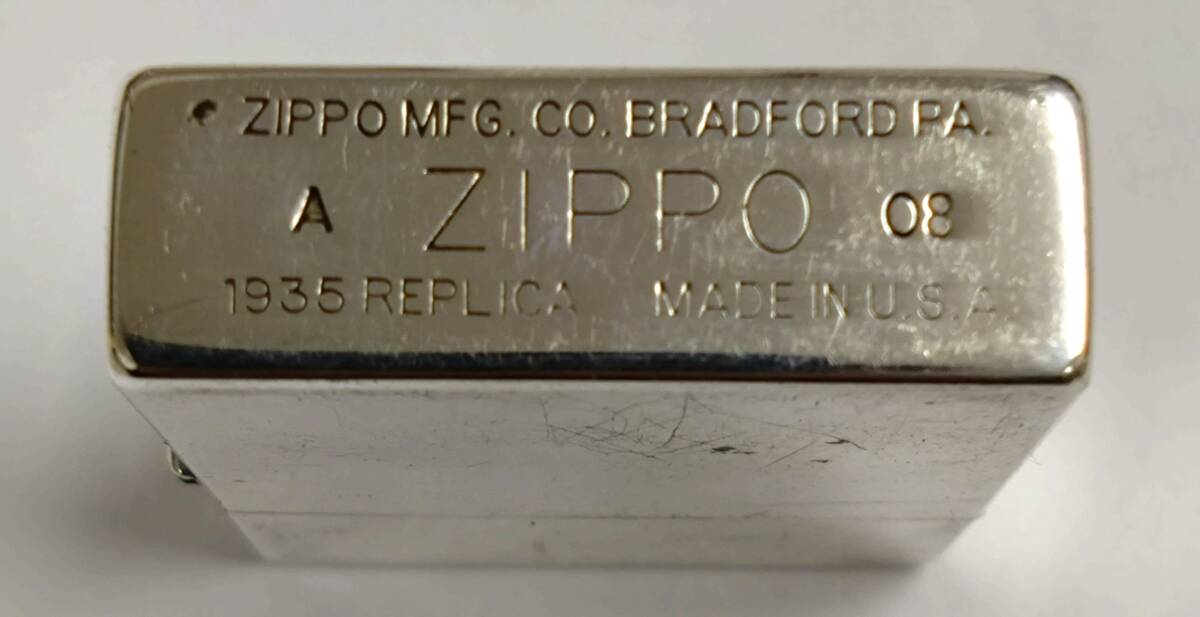 ZIPPO MFG. CO. BRADFORD PA.
A ZIPPO 08
1935 REPLICA MADE IN U.S.A